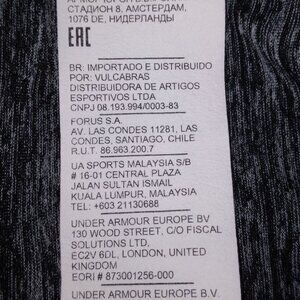 СТАДИОН 8, АМСТЕРДАМ,
1076 DE, НИДЕРЛАНДЫ
EAC
BR: IMPORTADO E DISTRIBUIDO
POR: VULCABRAS
DISTRIBUIDORA DE ARTIGOS
ESPORTIVOS LTDA
CNPJ 08.193.994/0003-83
FORUS S.A.
AV. LAS CONDES 11281, LAS
CONDES, SANTIAGO, CHILE
R.U.T. 86.963.200.7
UA SPORTS MALAYSIA S/B
# 16-01 CENTRAL PLAZA
JALAN SULTAN ISMAIL
KUALA LUMPUR, MALAYSIA
TEL: +603 21130688
UNDER ARMOUR EUROPE BV
130 WOOD STREET, C/O FISCAL
SOLUTIONS LTD,
EC2V 6DL, LONDON, UNITED
KINGDOM
EORI # 873001256-000
UNDER ARMOUR EUROPE B.V.